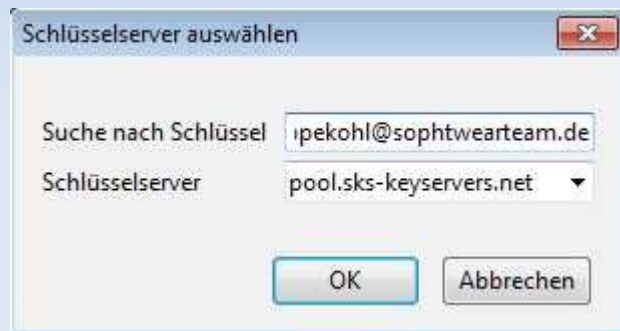 Schlüsselserver auswählen
Suche nach Schlüssel pekohl@sophtwearteam.de
Schlüsselserver pool.sks-keyservers.net
OK Abbrechen